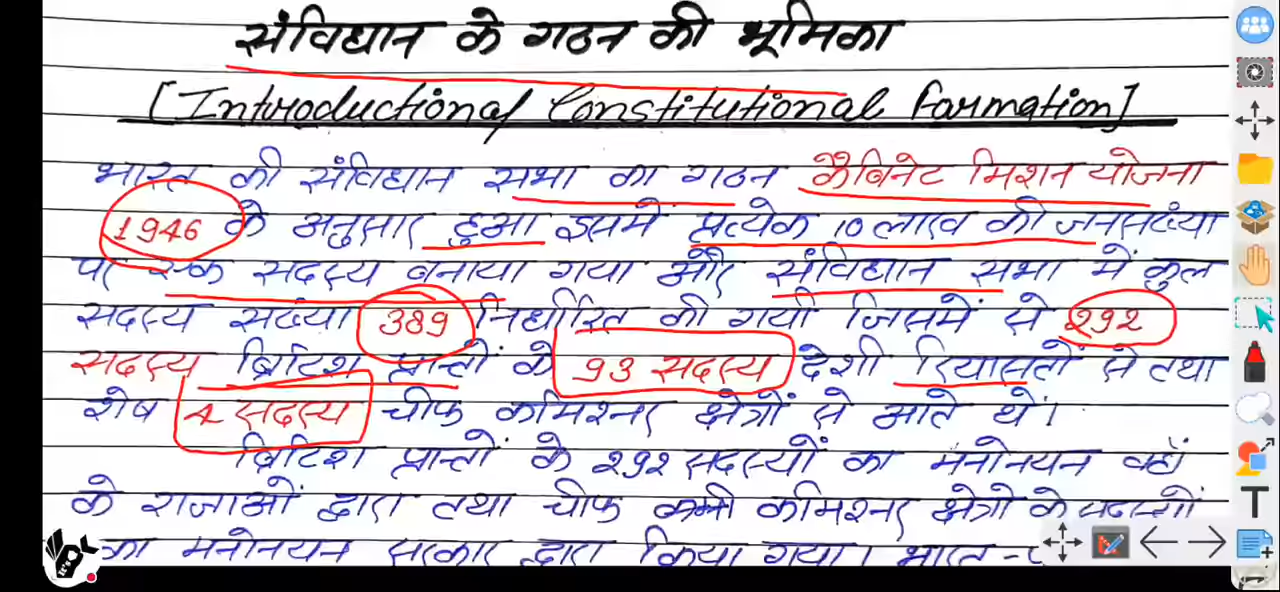 संविधान के गठन की भूमिका
[Introductional Constitutional Formation]
भारत की संविधान सभा का गठन कैबिनेट मिशन योजना
1946 के अनुसार हुआ इसमें प्रत्येक 10 लाख की जनसंख्या
पर एक सदस्य बनाया गया और संविधान सभा में कुल
सदस्य संख्या 389 निर्धारित की गयी जिसमें से 292
सदस्य ब्रिटिश प्रान्तों के 93 सदस्य देशी रियासतों से तथा
शेष 4 सदस्य चीफ कमिश्नर क्षेत्रों से आते थे।
ब्रिटिश प्रान्तों के 292 सदस्यों का मनोनयन वहाँ
के राजाओं द्वारा तथा चीफ कमिश्नर क्षेत्रो के
का मनोनयन सरकार द्वारा किया गया। भारत